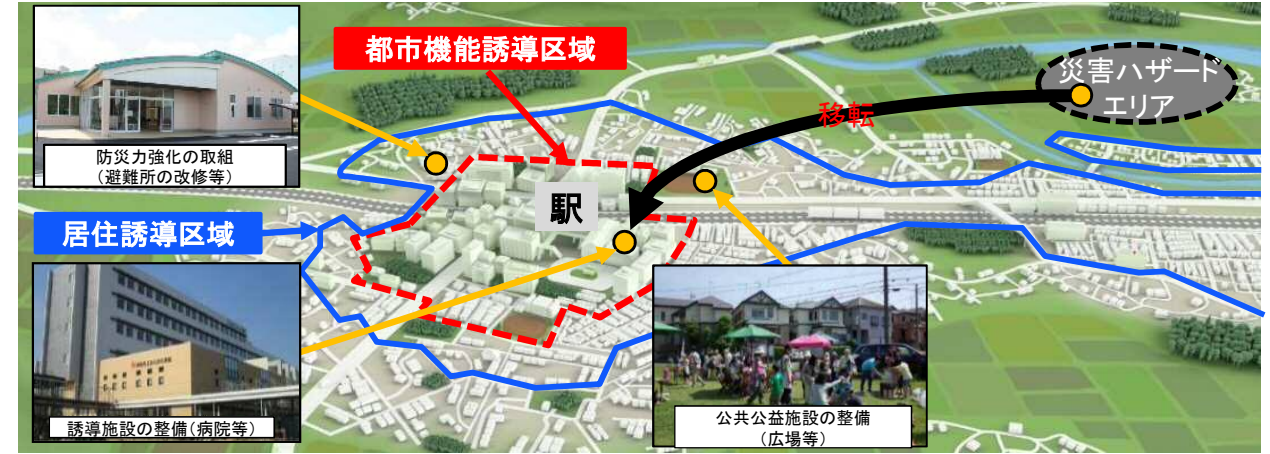 都市機能誘導区域
災害ハザード
エリア
移転
防災力強化の取組
（避難所の改修等）
駅
居住誘導区域
誘導施設の整備（病院等）
公共公益施設の整備
（広場等）